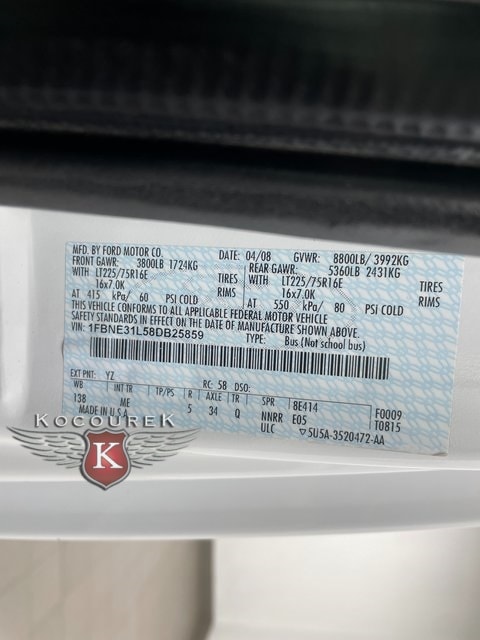 MFD. BY FORD MOTOR CO. DATE: 04/08 GVWR: 8800LB/ 3992KG
FRONT GAWR: 3800LB 1724KG REAR GAWR: 5360LB 2431KG
WITH LT225/75R16E TIRES WITH LT225/75R16E TIRES
16x7.0K RIMS 16x7.0K RIMS
AT 415 kPa/ 60 PSI COLD AT 550 kPa/ 80 PSI COLD
THIS VEHICLE CONFORMS TO ALL APPLICABLE FEDERAL MOTOR VEHICLE
SAFETY STANDARDS IN EFFECT ON THE DATE OF MANUFACTURE SHOWN ABOVE.
VIN: 1FBNE31L58DB25859 TYPE: Bus (Not school bus)
EXT PNT: YZ RC: 58 DSO:
WB INT TR TP/PS R AXLE TR SPR 8E414 F0009
138 ME 5 34 Q NNRR E05 T0815
MADE IN U.S.A. ULC ▽5U5A-3520472-AA
KOCOUREK
K